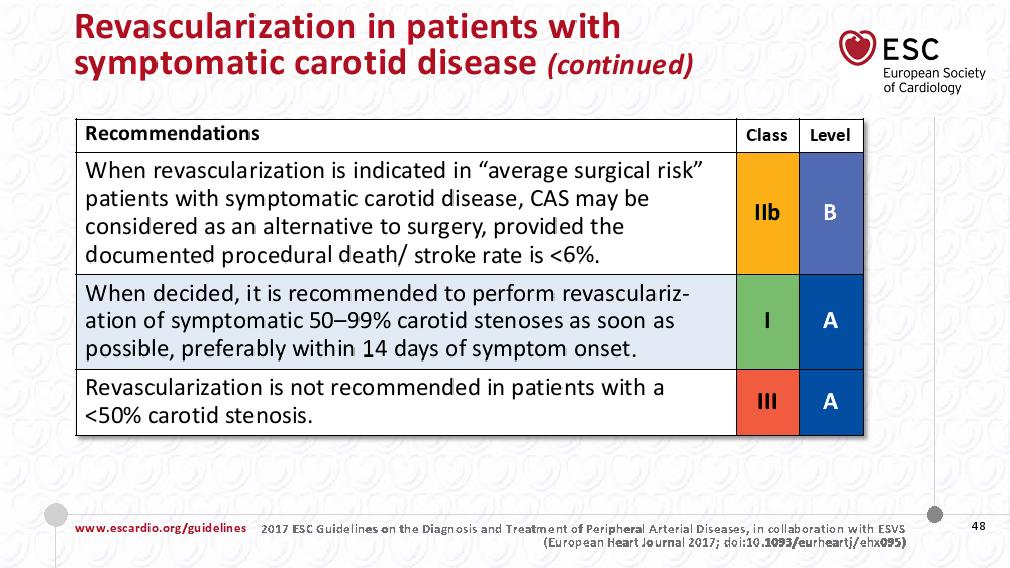 Revascularization in patients with
symptomatic carotid disease (continued)
ESC
European Society
of Cardiology
Recommendations Class Level
When revascularization is indicated in “average surgical risk”
patients with symptomatic carotid disease, CAS may be
considered as an alternative to surgery, provided the
documented procedural death/ stroke rate is <6%.
IIb B
When decided, it is recommended to perform revasculariz-
ation of symptomatic 50–99% carotid stenoses as soon as
possible, preferably within 14 days of symptom onset.
I A
Revascularization is not recommended in patients with a
<50% carotid stenosis.
III A
www.escardio.org/guidelines 2017 ESC Guidelines on the Diagnosis and Treatment of Peripheral Arterial Diseases, in collaboration with ESVS
(European Heart Journal 2017; doi:10.1093/eurheartj/ehx095)
48